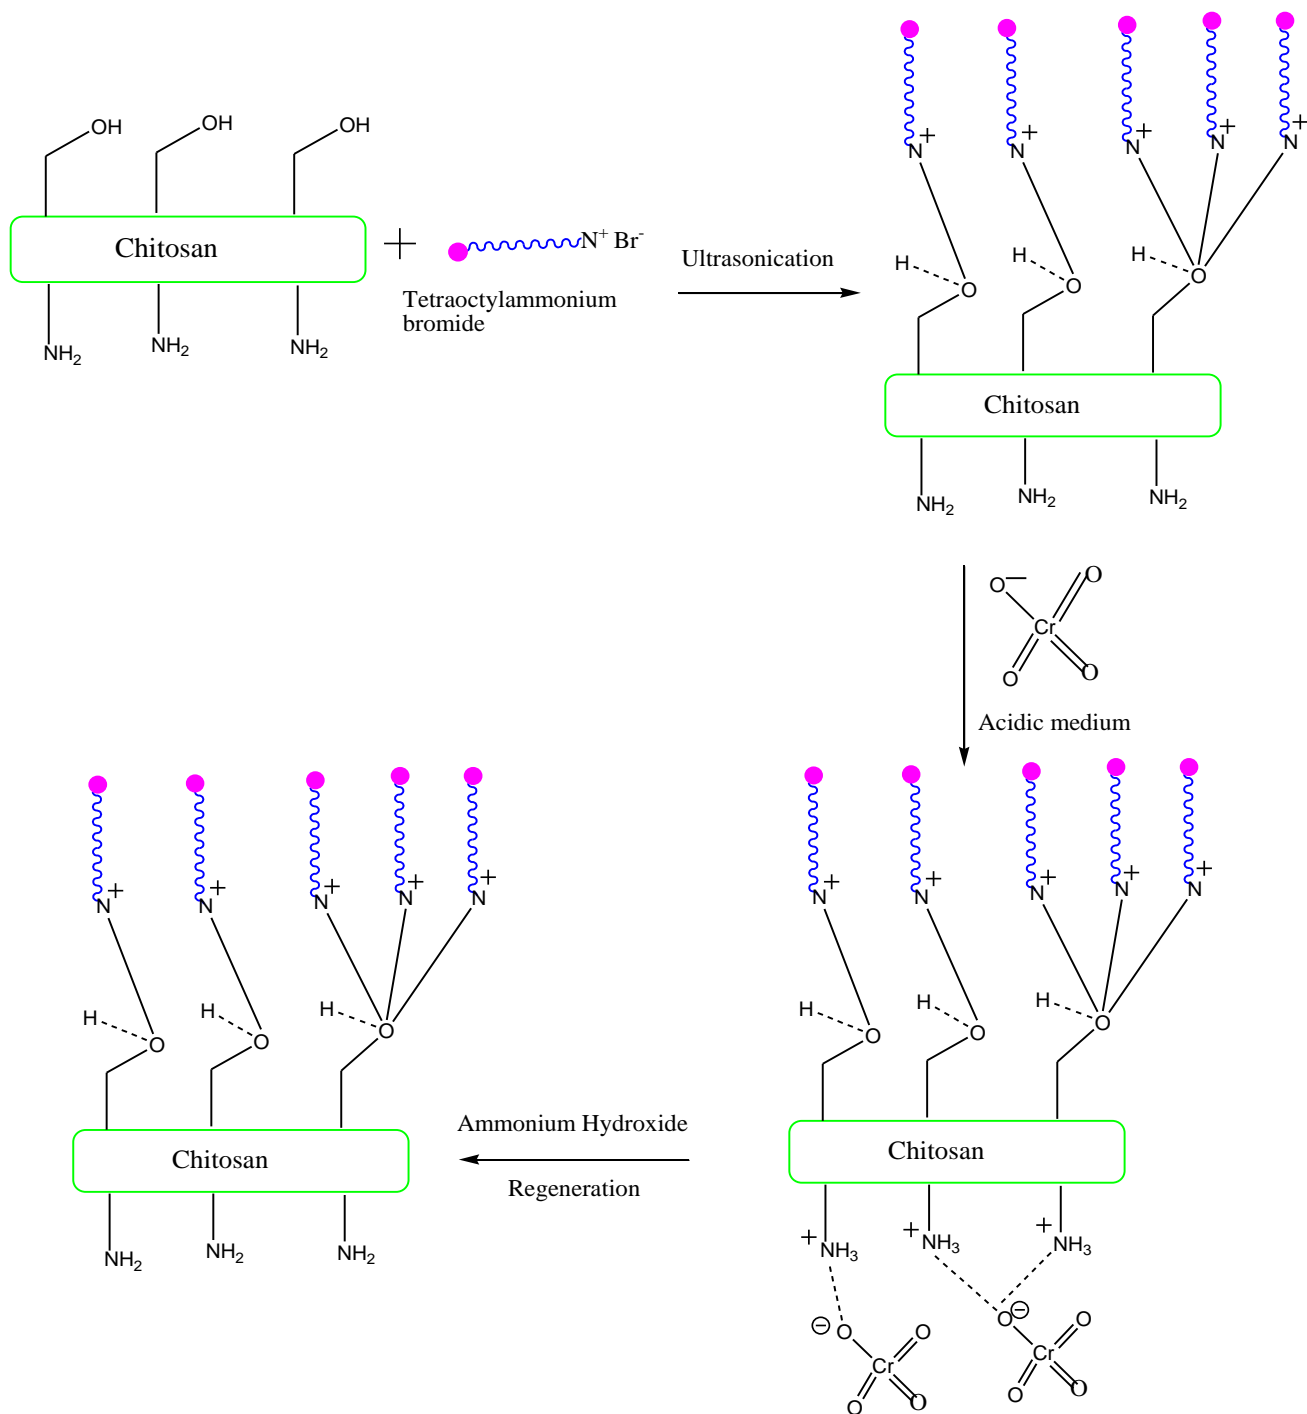 OH
OH
OH
Chitosan
NH2
NH2
NH2
+
N+ Br-
Tetraoctylammonium
bromide
Ultrasonication
N+
N+
N+
N+
N+
H
H
H
O
O
O
Chitosan
NH2
NH2
NH2
O–
O
Cr
O
O
Acidic medium
N+
N+
N+
N+
N+
H
H
H
O
O
O
Chitosan
+NH3
+NH3
+NH3
⊖O
O
Cr
O
O
O⊖
O
Cr
O
O
Ammonium Hydroxide
Regeneration
N+
N+
N+
N+
N+
H
H
H
O
O
O
Chitosan
NH2
NH2
NH2